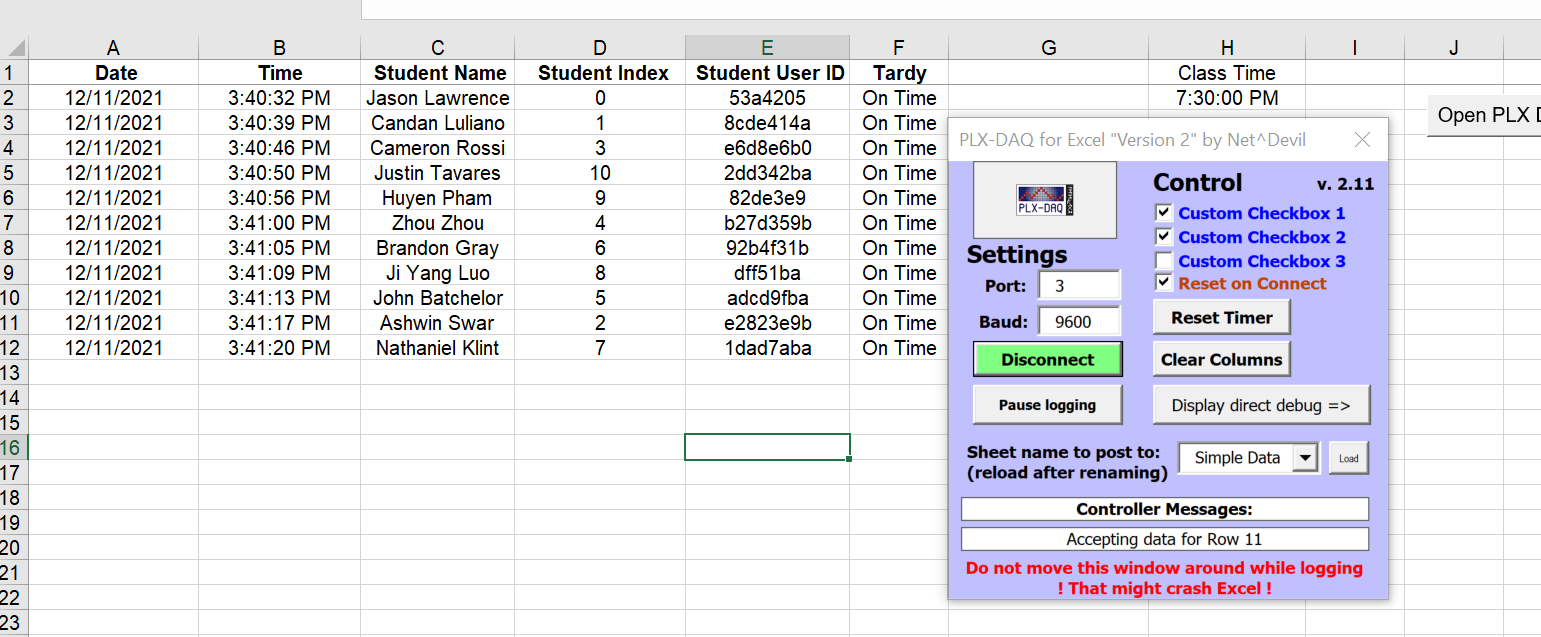 A B C D E F G H I J
1 Date Time Student Name Student Index Student User ID Tardy Class Time
2 12/11/2021 3:40:32 PM Jason Lawrence 0 53a4205 On Time 7:30:00 PM
3 12/11/2021 3:40:39 PM Candan Luliano 1 8cde414a On Time
4 12/11/2021 3:40:46 PM Cameron Rossi 3 e6d8e6b0 On Time
5 12/11/2021 3:40:50 PM Justin Tavares 10 2dd342ba On Time
6 12/11/2021 3:40:56 PM Huyen Pham 9 82de3e9 On Time
7 12/11/2021 3:41:00 PM Zhou Zhou 4 b27d359b On Time
8 12/11/2021 3:41:05 PM Brandon Gray 6 92b4f31b On Time
9 12/11/2021 3:41:09 PM Ji Yang Luo 8 dff51ba On Time
10 12/11/2021 3:41:13 PM John Batchelor 5 adcd9fba On Time
11 12/11/2021 3:41:17 PM Ashwin Swar 2 e2823e9b On Time
12 12/11/2021 3:41:20 PM Nathaniel Klint 7 1dad7aba On Time
13
14
15
16
17
18
19
20
21
22
23
Open PLX D
PLX-DAQ for Excel "Version 2" by Net^Devil
PLX-DAQ
Control v. 2.11
Custom Checkbox 1
Custom Checkbox 2
Custom Checkbox 3
Reset on Connect
Settings
Port: 3
Baud: 9600
Reset Timer
Disconnect
Clear Columns
Pause logging
Display direct debug =>
Sheet name to post to:
(reload after renaming)
Simple Data
Load
Controller Messages:
Accepting data for Row 11
Do not move this window around while logging
! That might crash Excel !